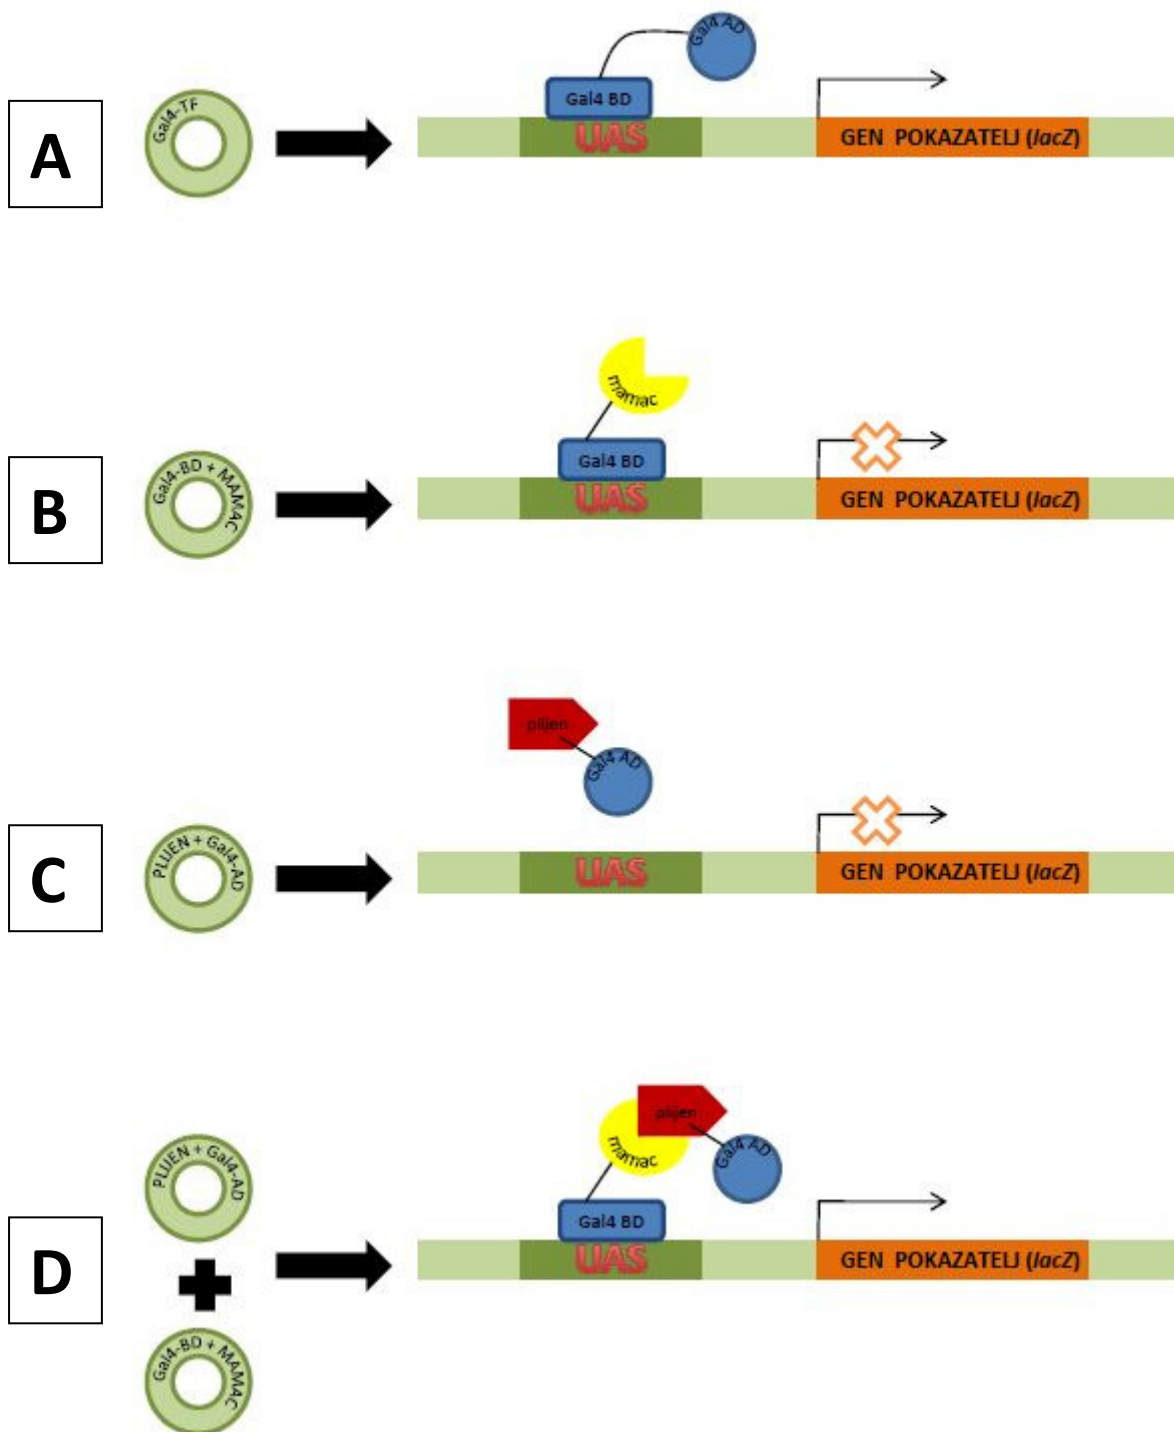 A
Gal4-TF
Gal4 BD
Gal4 AD
UAS
GEN POKAZATELJ (lacZ)
B
Gal4-BD + MAMAC
mamac
Gal4 BD
UAS
GEN POKAZATELJ (lacZ)
C
PLIJEN + Gal4-AD
plijen
Gal4 AD
UAS
GEN POKAZATELJ (lacZ)
D
PLIJEN + Gal4-AD
Gal4-BD + MAMAC
plijen
mamac
Gal4 AD
Gal4 BD
UAS
GEN POKAZATELJ (lacZ)